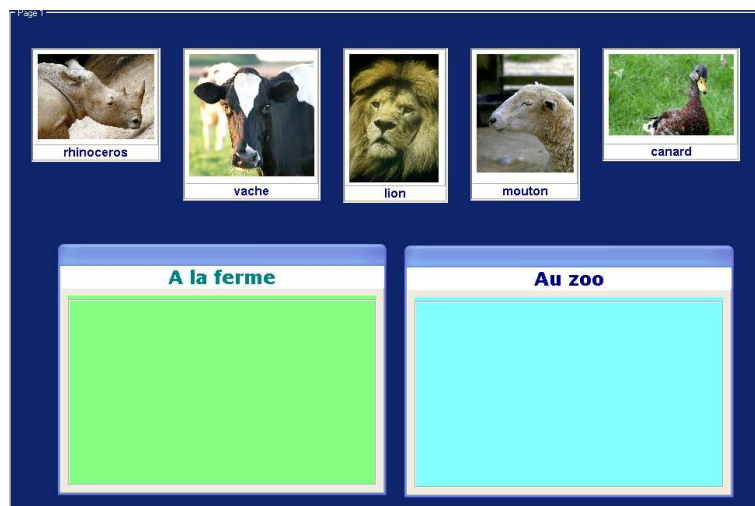 Page 1
rhinoceros
vache
lion
mouton
canard
A la ferme
Au zoo